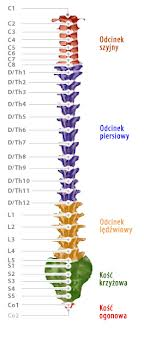 C1
C2
C3
C4
C5
C6
C7
Odcinek
szyjny
D/Th1
D/Th2
D/Th3
D/Th4
D/Th5
D/Th6
D/Th7
D/Th8
D/Th9
D/Th10
D/Th11
D/Th12
Odcinek
piersiowy
L1
L2
L3
L4
L5
Odcinek
lędźwiowy
S1
S2
S3
S4
S5
Kość
krzyżowa
Co1
Co2
Kość
ogonowa